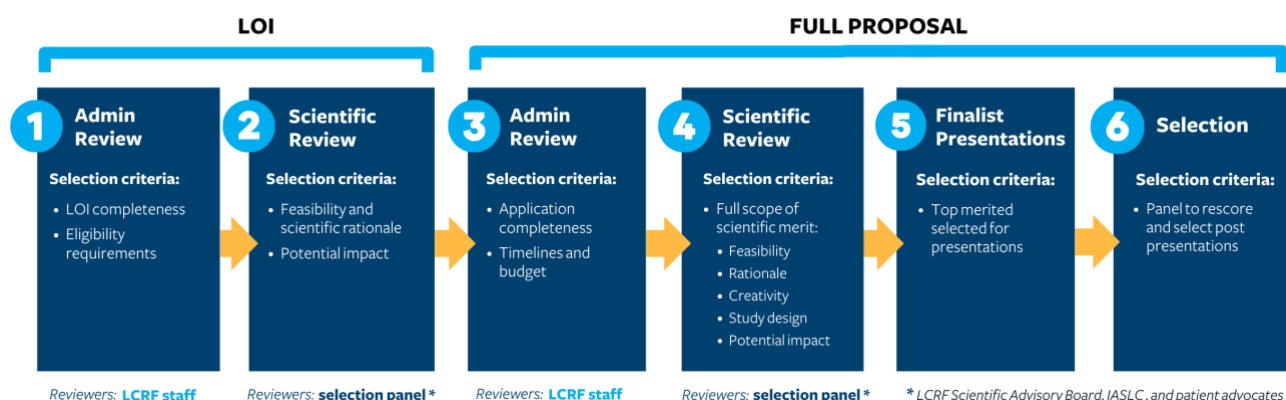 LOI
FULL PROPOSAL
1
Admin
Review
Selection criteria:
• LOI completeness
• Eligibility
requirements
Reviewers: LCRF staff
2
Scientific
Review
Selection criteria:
• Feasibility and
scientific rationale
• Potential impact
Reviewers: selection panel *
3
Admin
Review
Selection criteria:
• Application
completeness
• Timelines and
budget
Reviewers: LCRF staff
4
Scientific
Review
Selection criteria:
• Full scope of
scientific merit:
• Feasibility
• Rationale
• Creativity
• Study design
• Potential impact
Reviewers: selection panel *
5
Finalist
Presentations
Selection criteria:
• Top merited
selected for
presentations
6
Selection
Selection criteria:
• Panel to rescore
and select post
presentations
* LCRF Scientific Advisory Board, IASLC, and patient advocates